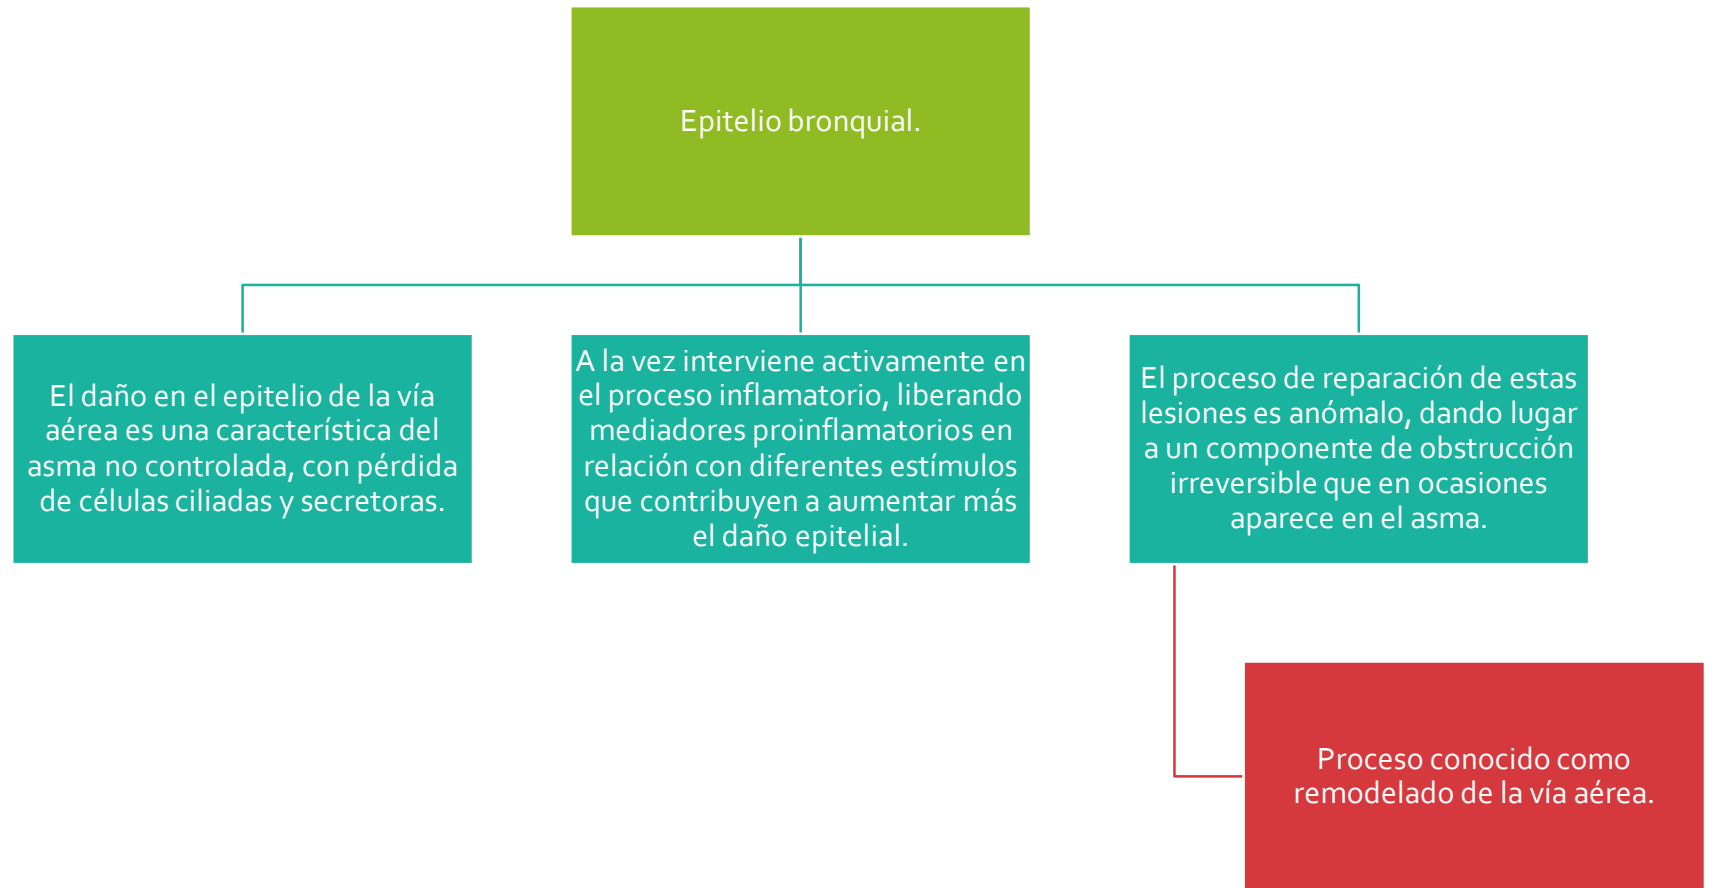 Epitelio bronquial.
El daño en el epitelio de la vía
aérea es una característica del
asma no controlada, con pérdida
de células ciliadas y secretoras.
A la vez interviene activamente en
el proceso inflamatorio, liberando
mediadores proinflamatorios en
relación con diferentes estímulos
que contribuyen a aumentar más
el daño epitelial.
El proceso de reparación de estas
lesiones es anómalo, dando lugar
a un componente de obstrucción
irreversible que en ocasiones
aparece en el asma.
Proceso conocido como
remodelado de la vía aérea.